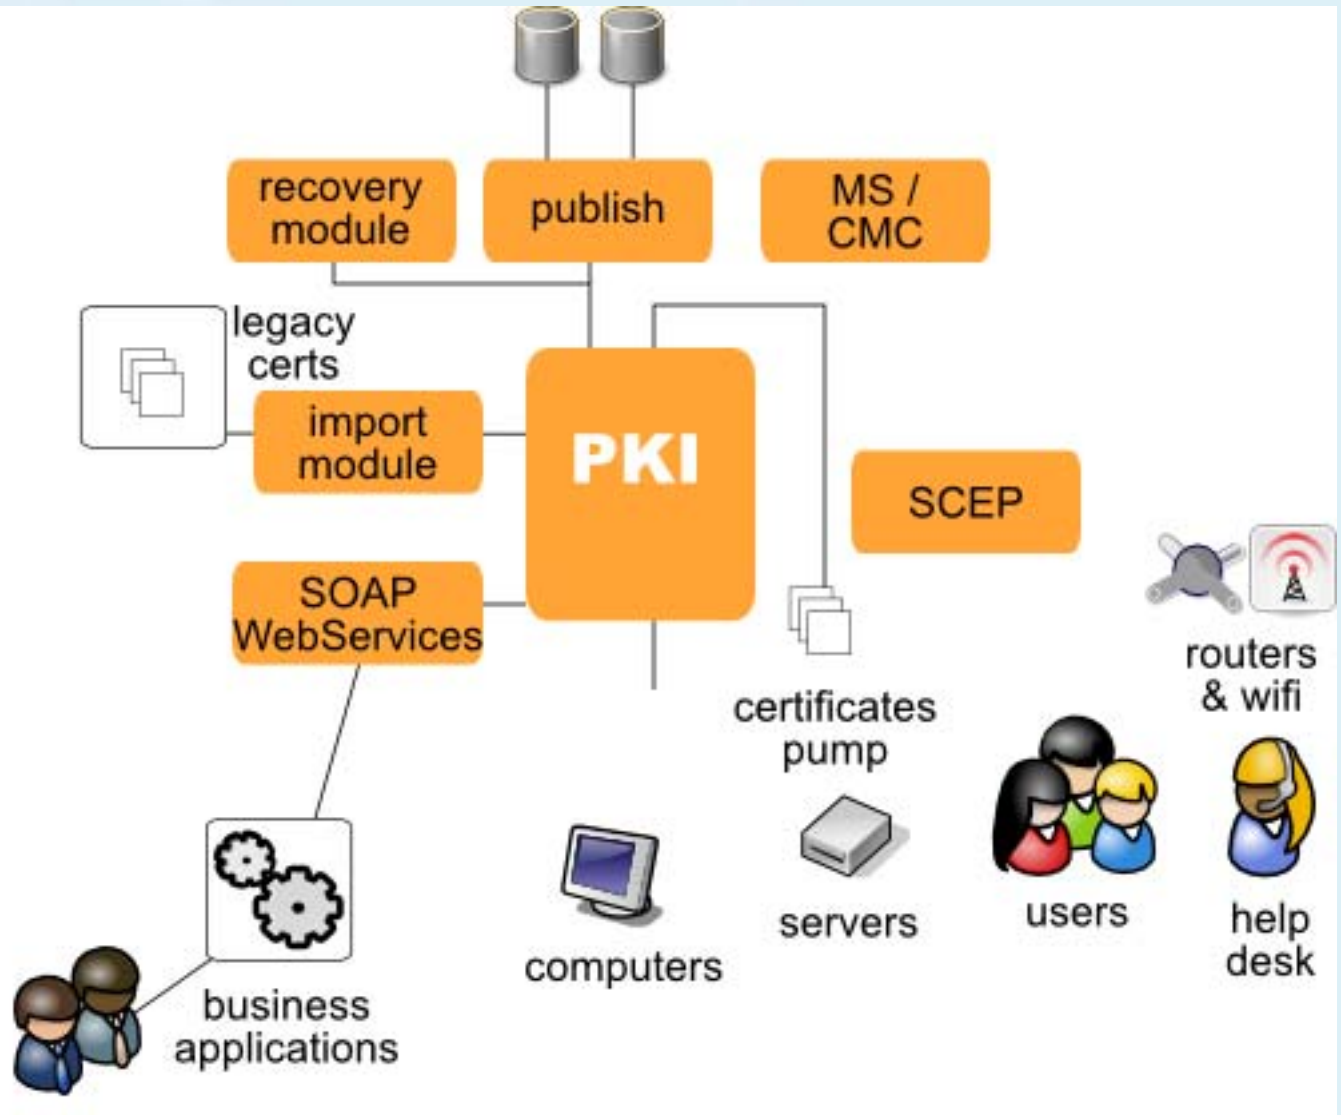 recovery
module
publish
MS /
CMC
legacy
certs
import
module
PKI
SCEP
SOAP
WebServices
routers
& wifi
certificates
pump
computers
servers
users
help
desk
business
applications